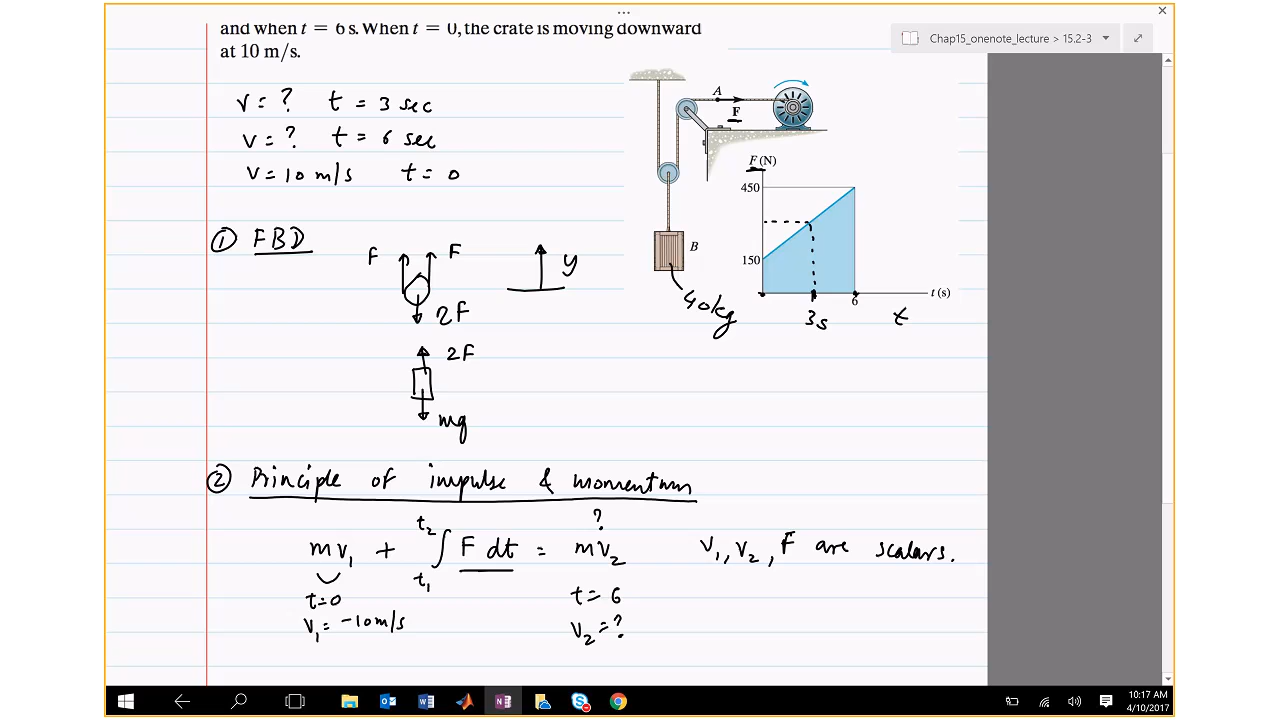 ...
and when t = 6 s. When t = 0, the crate is moving downward
at 10 m/s.
Chap15_onenote_lecture > 15.2-3
v = ? t = 3 sec
v = ? t = 6 sec
v = 10 m/s t = 0
A
F
B
40kg
F (N)
450
150
6
t (s)
3s
t
① FBD
F F
y
2F
2F
mg
② Principle of impulse & momentum
?
mv₁ + ∫ F dt = mv₂ v₁, v₂, F are scalars.
t₂
t₁
t=0
t = 6
v₁ = -10m/s
v₂ = ?
10:17 AM
4/10/2017